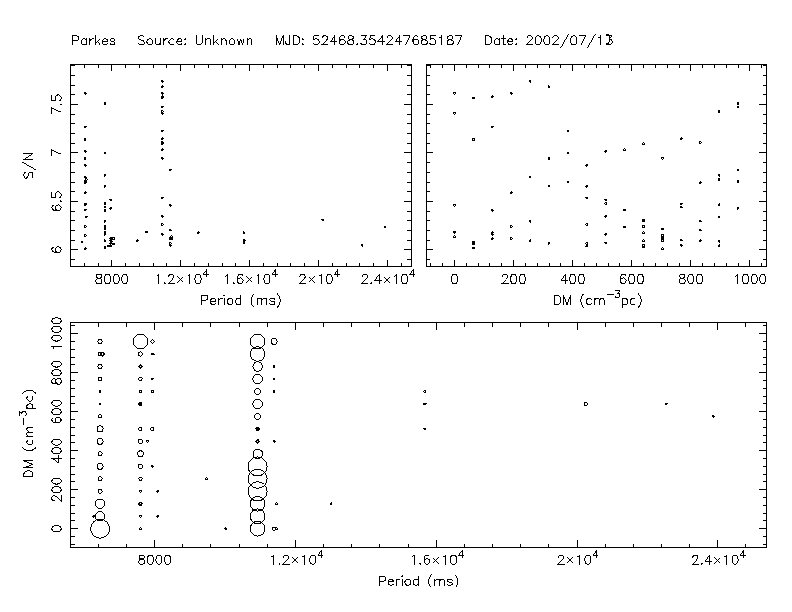 Parkes Source: Unknown MJD: 52468.354247685187 Date: 2002/07/13
S/N
7.5
7
6.5
6
8000 1.2×10⁴ 1.6×10⁴ 2×10⁴ 2.4×10⁴
Period (ms)
0 200 400 600 800 1000
DM (cm⁻³pc)
DM (cm⁻³pc)
1000
800
600
400
200
0
8000 1.2×10⁴ 1.6×10⁴ 2×10⁴ 2.4×10⁴
Period (ms)